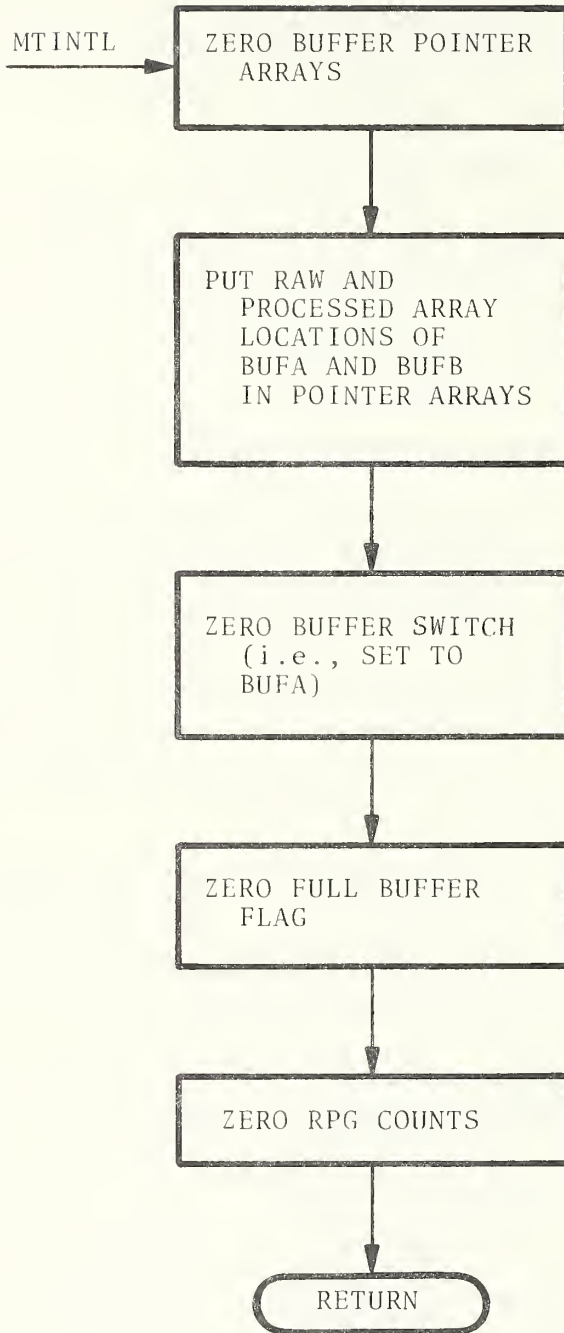 MTINTL
ZERO BUFFER POINTER
ARRAYS
PUT RAW AND
PROCESSED ARRAY
LOCATIONS OF
BUFA AND BUFB
IN POINTER ARRAYS
ZERO BUFFER SWITCH
(i.e., SET TO
BUFA)
ZERO FULL BUFFER
FLAG
ZERO RPG COUNTS
RETURN